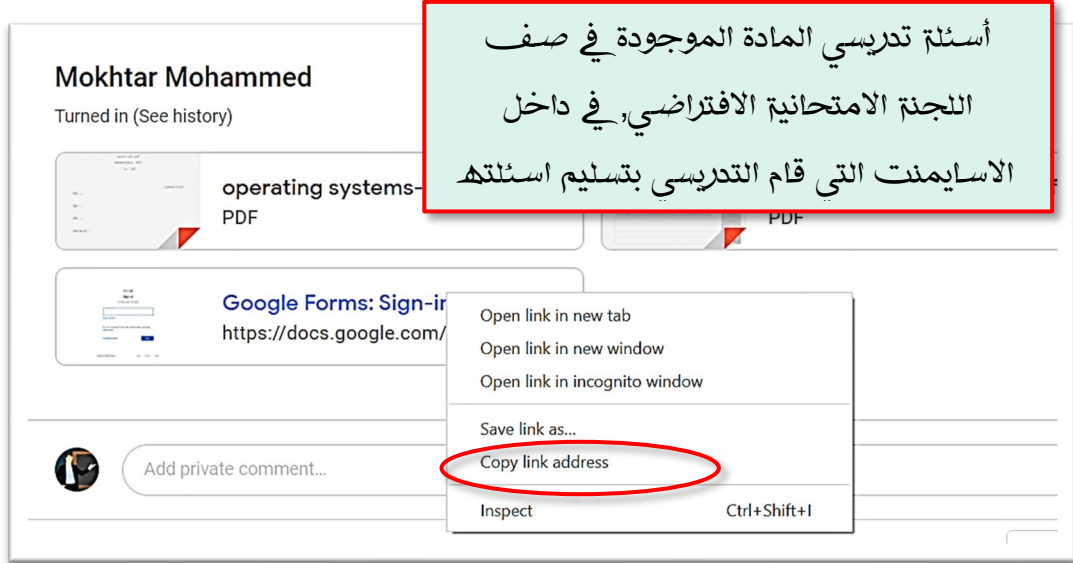 أسئلة تدريسي المادة الموجودة في صف
اللجنة الامتحانية الافتراضي, في داخل
الاسايمنت التي قام التدريسي بتسليم اسئلته
Mokhtar Mohammed
Turned in (See history)
operating systems-
PDF
PDF
Google Forms: Sign-in
https://docs.google.com/
Open link in new tab
Open link in new window
Open link in incognito window
Save link as...
Copy link address
Inspect Ctrl+Shift+I
Add private comment...